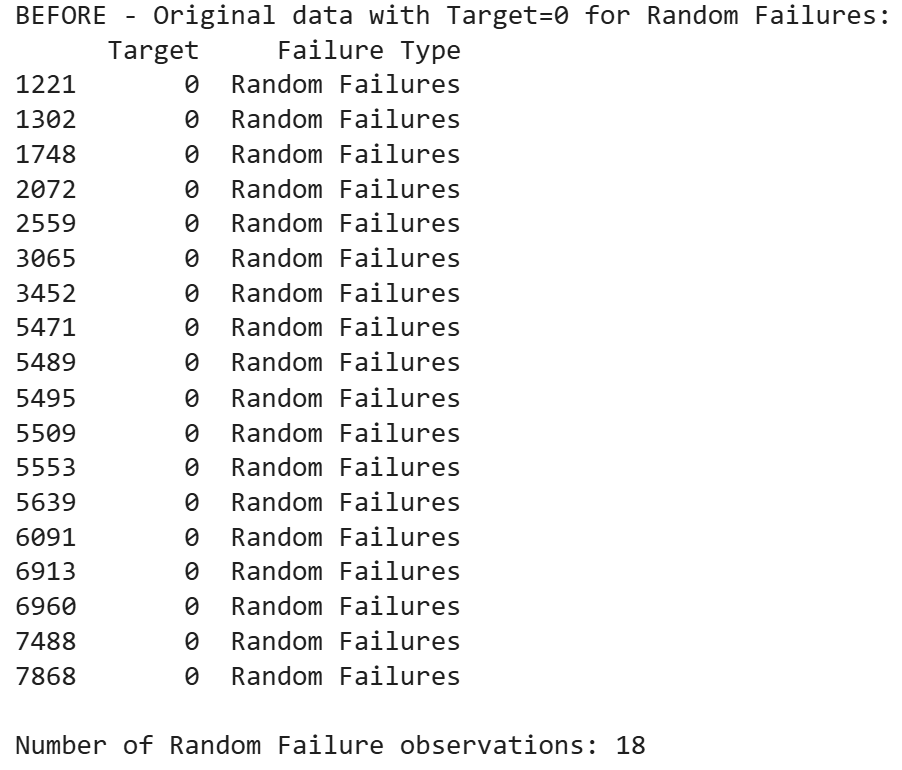 BEFORE - Original data with Target=0 for Random Failures:
Target Failure Type
1221 0 Random Failures
1302 0 Random Failures
1748 0 Random Failures
2072 0 Random Failures
2559 0 Random Failures
3065 0 Random Failures
3452 0 Random Failures
5471 0 Random Failures
5489 0 Random Failures
5495 0 Random Failures
5509 0 Random Failures
5553 0 Random Failures
5639 0 Random Failures
6091 0 Random Failures
6913 0 Random Failures
6960 0 Random Failures
7488 0 Random Failures
7868 0 Random Failures
Number of Random Failure observations: 18